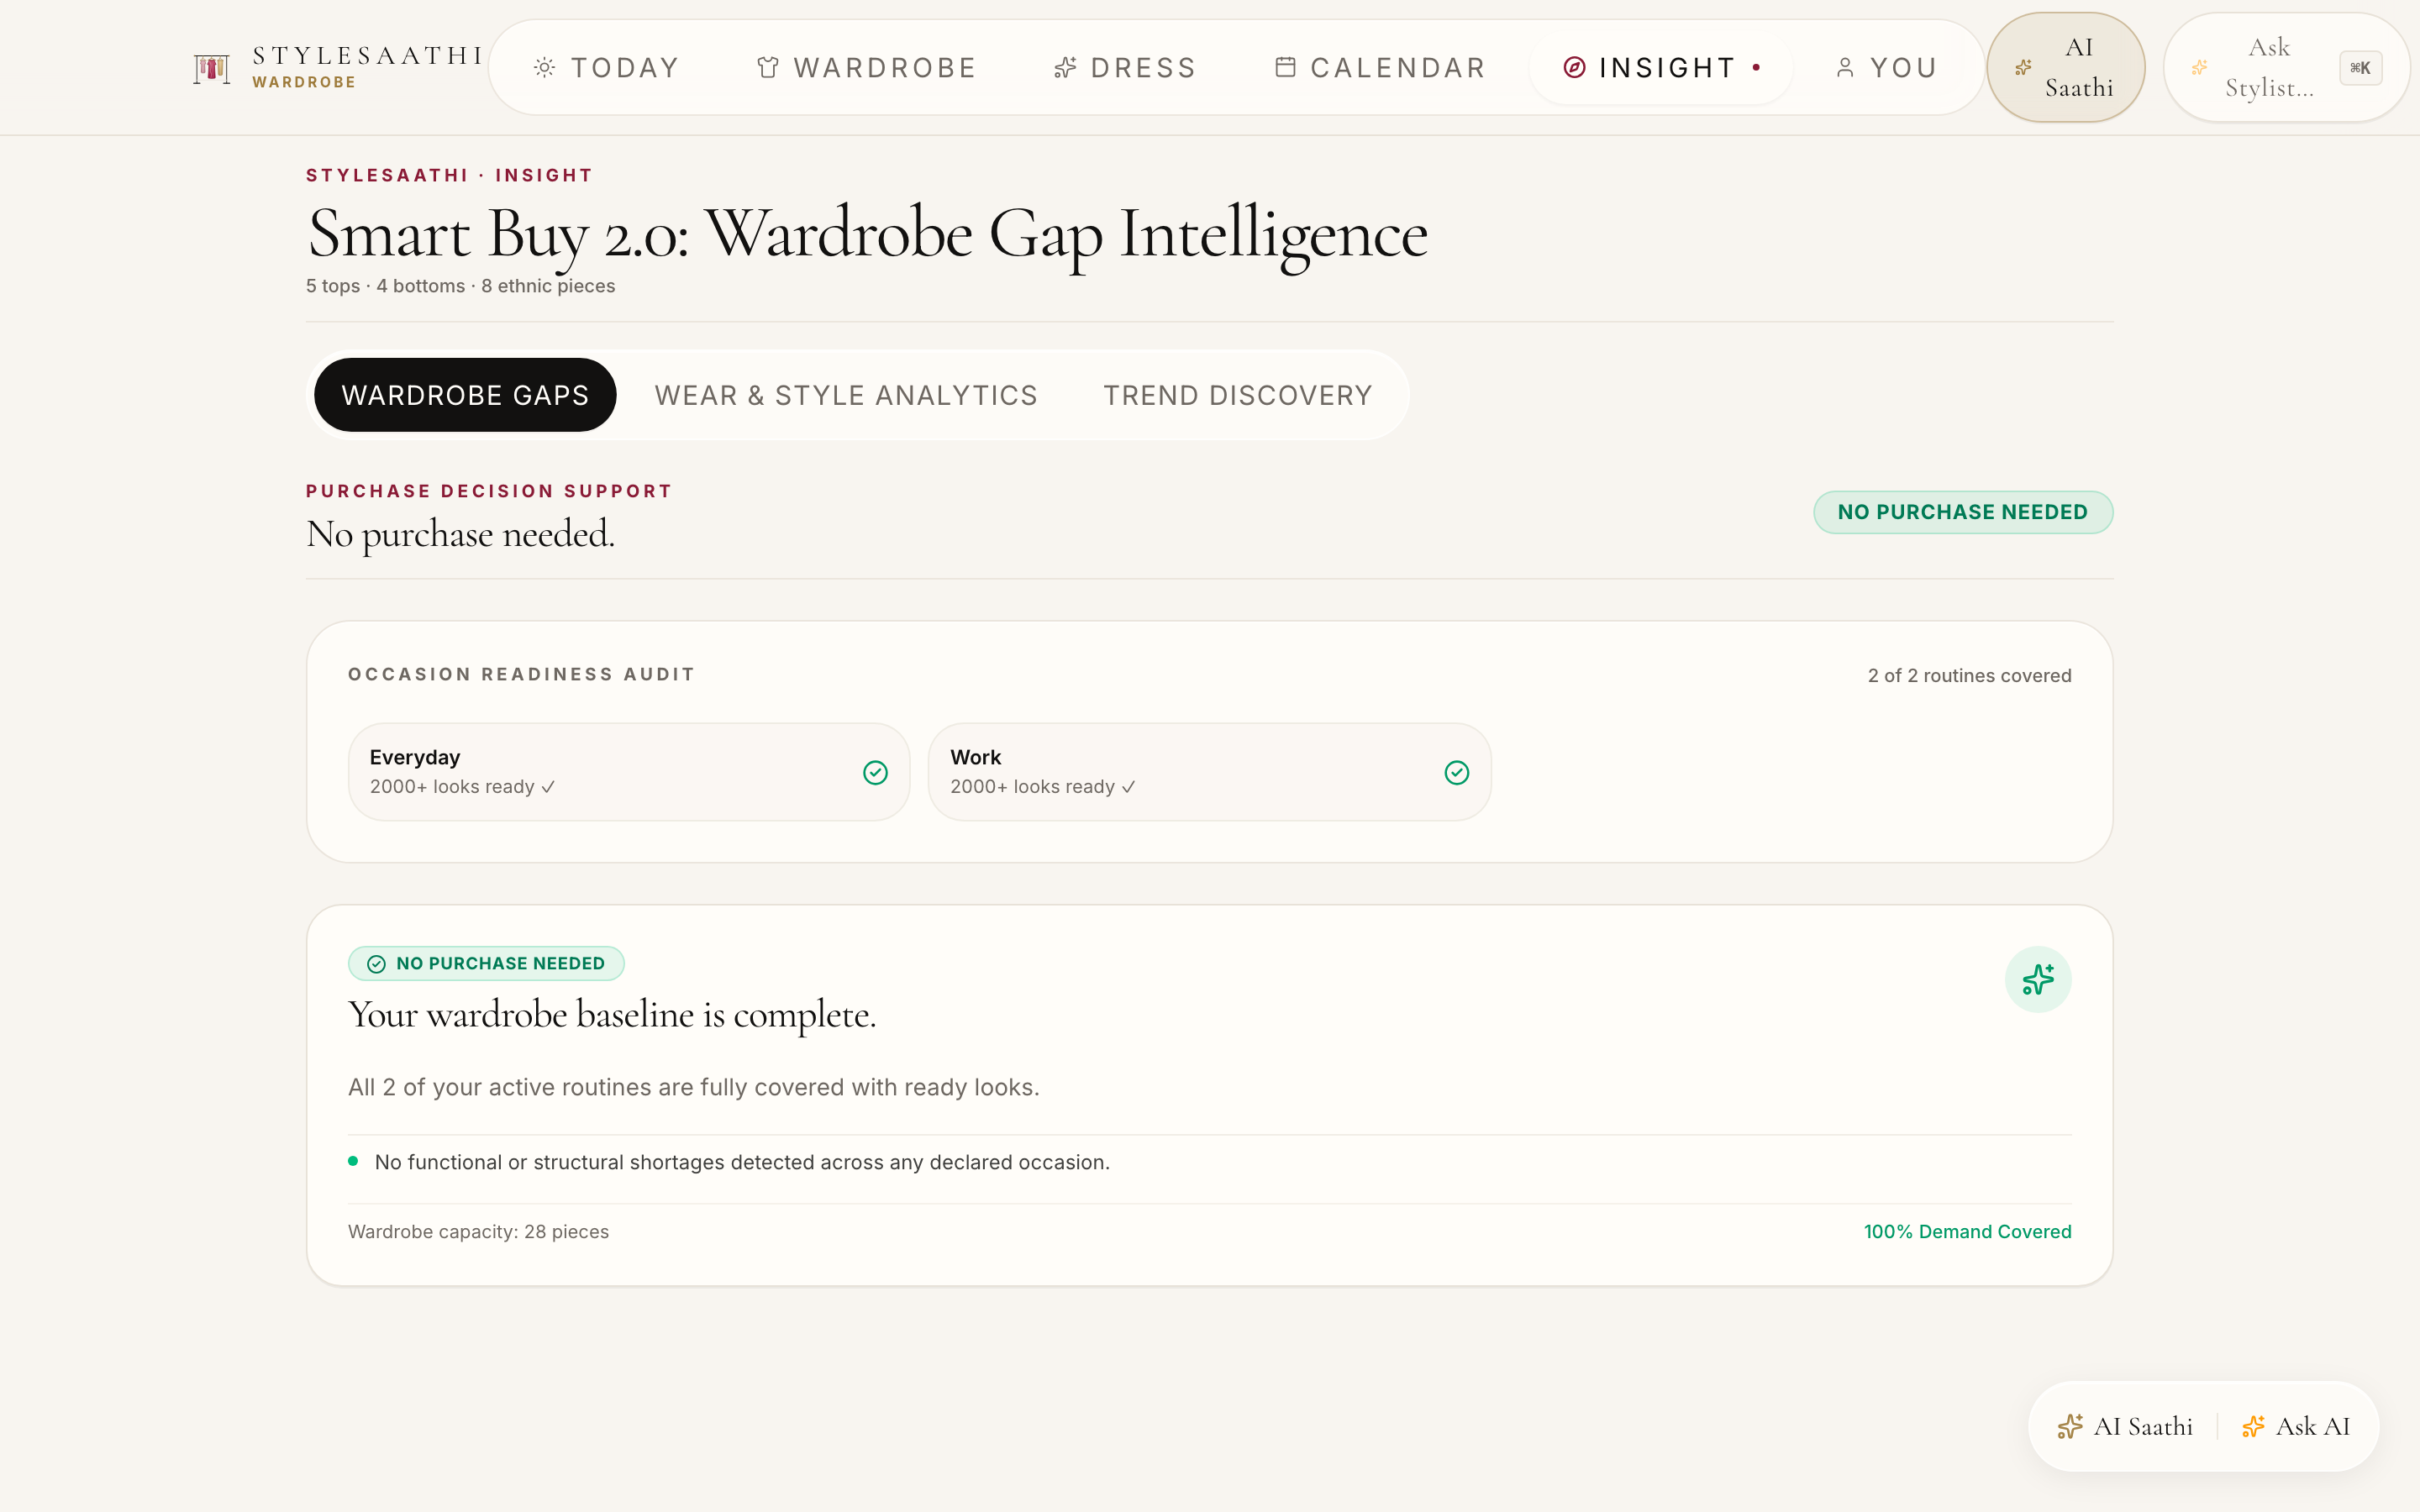 STYLESAATHI
WARDROBE
TODAY
WARDROBE
DRESS
CALENDAR
INSIGHT
YOU
AI
Saathi
Ask
Stylist...
⌘K
STYLESAATHI · INSIGHT
Smart Buy 2.0: Wardrobe Gap Intelligence
5 tops · 4 bottoms · 8 ethnic pieces
WARDROBE GAPS
WEAR & STYLE ANALYTICS
TREND DISCOVERY
PURCHASE DECISION SUPPORT
No purchase needed.
NO PURCHASE NEEDED
OCCASION READINESS AUDIT
2 of 2 routines covered
Everyday
2000+ looks ready ✓
Work
2000+ looks ready ✓
NO PURCHASE NEEDED
Your wardrobe baseline is complete.
All 2 of your active routines are fully covered with ready looks.
No functional or structural shortages detected across any declared occasion.
Wardrobe capacity: 28 pieces
100% Demand Covered
AI Saathi
Ask AI